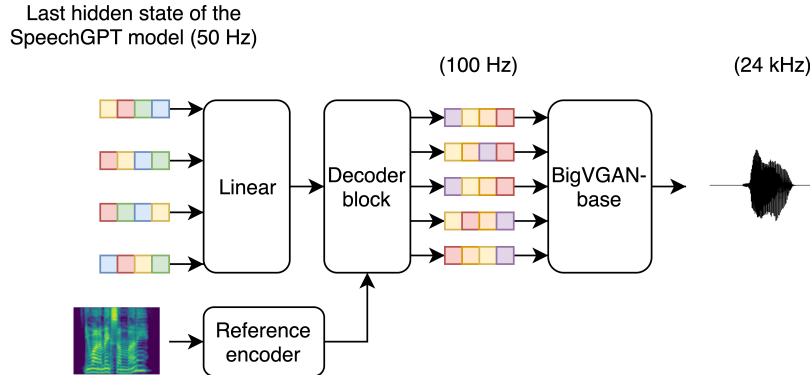 Last hidden state of the
SpeechGPT model (50 Hz)
(100 Hz)
(24 kHz)
Linear
Decoder
block
BigVGAN-
base
Reference
encoder